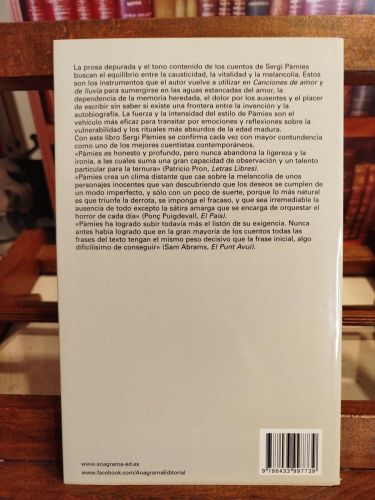 La prosa depurada y el tono contenido de los cuentos de Sergi Pàmies
buscan el equilibrio entre la causticidad, la vitalidad y la melancolía. Éstos
son los instrumentos que el autor vuelve a utilizar en Canciones de amor y
de lluvia para sumergirse en las aguas estancadas del amor, la
dependencia de la memoria heredada, el dolor por los ausentes y el placer
de escribir sin saber si existe una frontera entre la invención y la
autobiografía. La fuerza y la intensidad del estilo de Pàmies son el
vehículo más eficaz para transitar por emociones y reflexiones sobre la
vulnerabilidad y los rituales más absurdos de la edad madura.
Con este libro Sergi Pàmies se confirma cada vez con mayor contundencia
como uno de los mejores cuentistas contemporáneos.
«Pàmies es honesto y profundo, pero nunca abandona la ligereza y la
ironía, a las cuales suma una gran capacidad de observación y un talento
particular para la ternura» (Patricio Pron, Letras Libres).
«Pàmies crea un clima distante que cae sobre la melancolía de unos
personajes inocentes que van descubriendo que los deseos se cumplen de
un modo imperfecto, y sólo con un poco de suerte, porque lo más natural
es que triunfe la derrota, se imponga el fracaso, y que sea irremediable la
ausencia de todo excepto la sátira amarga que se encarga de orquestar el
horror de cada día» (Ponç Puigdevall, El País).
«Pàmies ha logrado subir todavía más el listón de su exigencia. Nunca
antes había logrado que en la gran mayoría de los cuentos todas las
frases del texto tengan el mismo peso decisivo que la frase inicial, algo
dificilísimo de conseguir» (Sam Abrams, El Punt Avui).
www.anagrama-ed.es
www.facebook.com/AnagramaEditorial
9 788433 997739